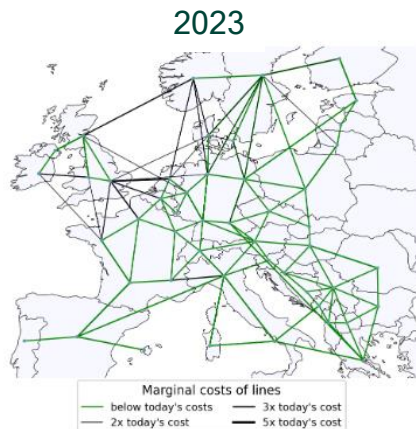 2023
Marginal costs of lines
below today's costs
3x today's cost
2x today's cost
5x today's cost